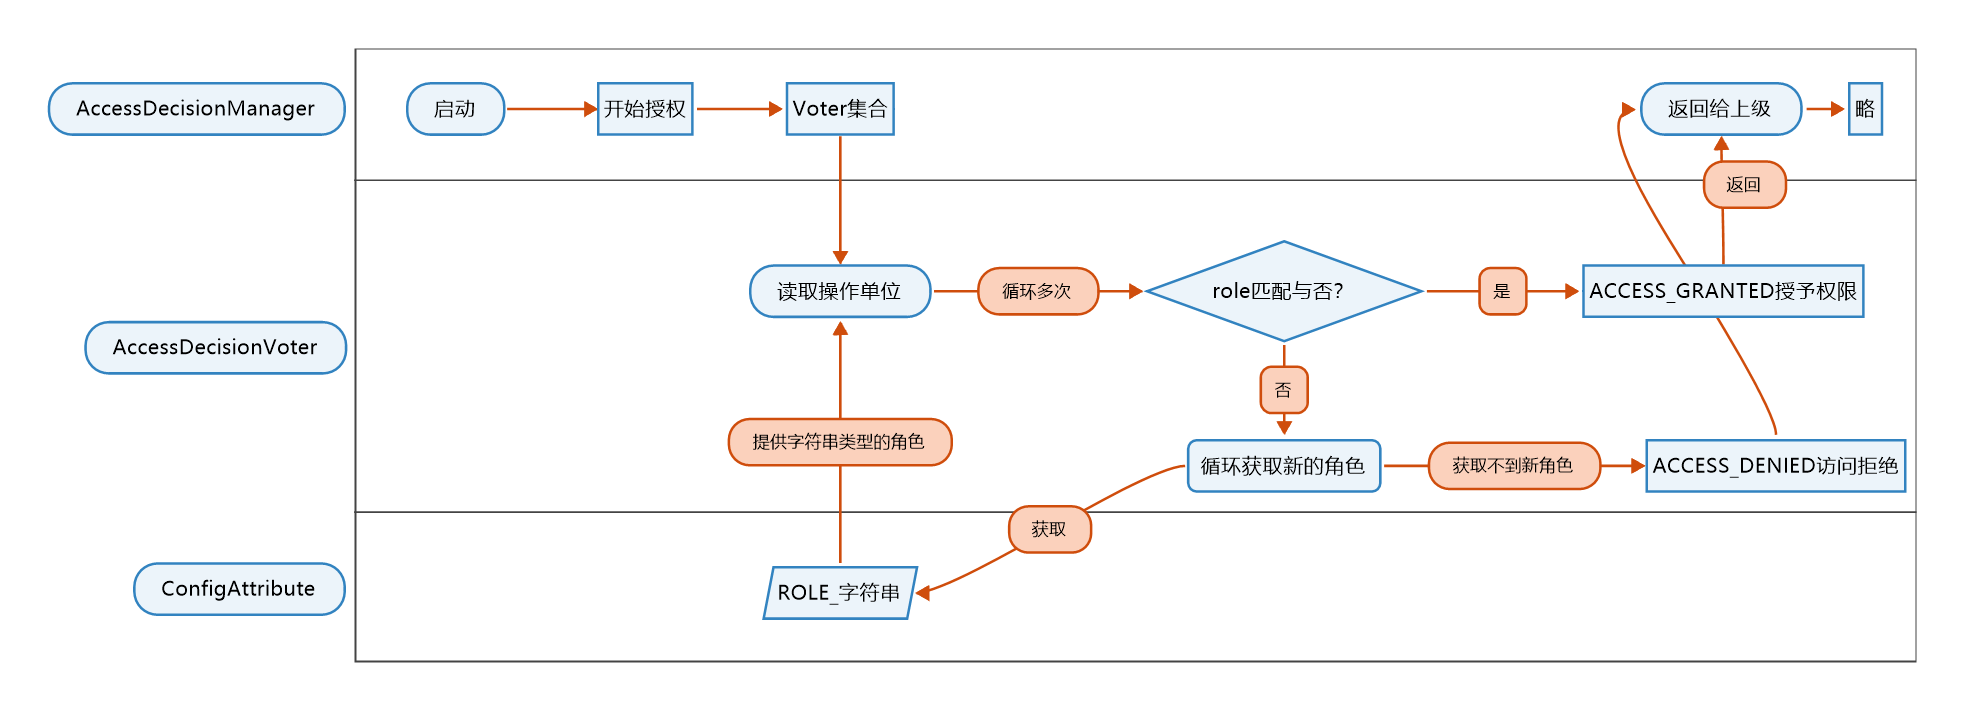 AccessDecisionManager
启动
开始授权
Voter集合
返回给上级
略
返回
AccessDecisionVoter
读取操作单位
循环多次
role匹配与否?
是
ACCESS_GRANTED授予权限
否
提供字符串类型的角色
循环获取新的角色
获取不到新角色
ACCESS_DENIED访问拒绝
获取
ConfigAttribute
ROLE_字符串